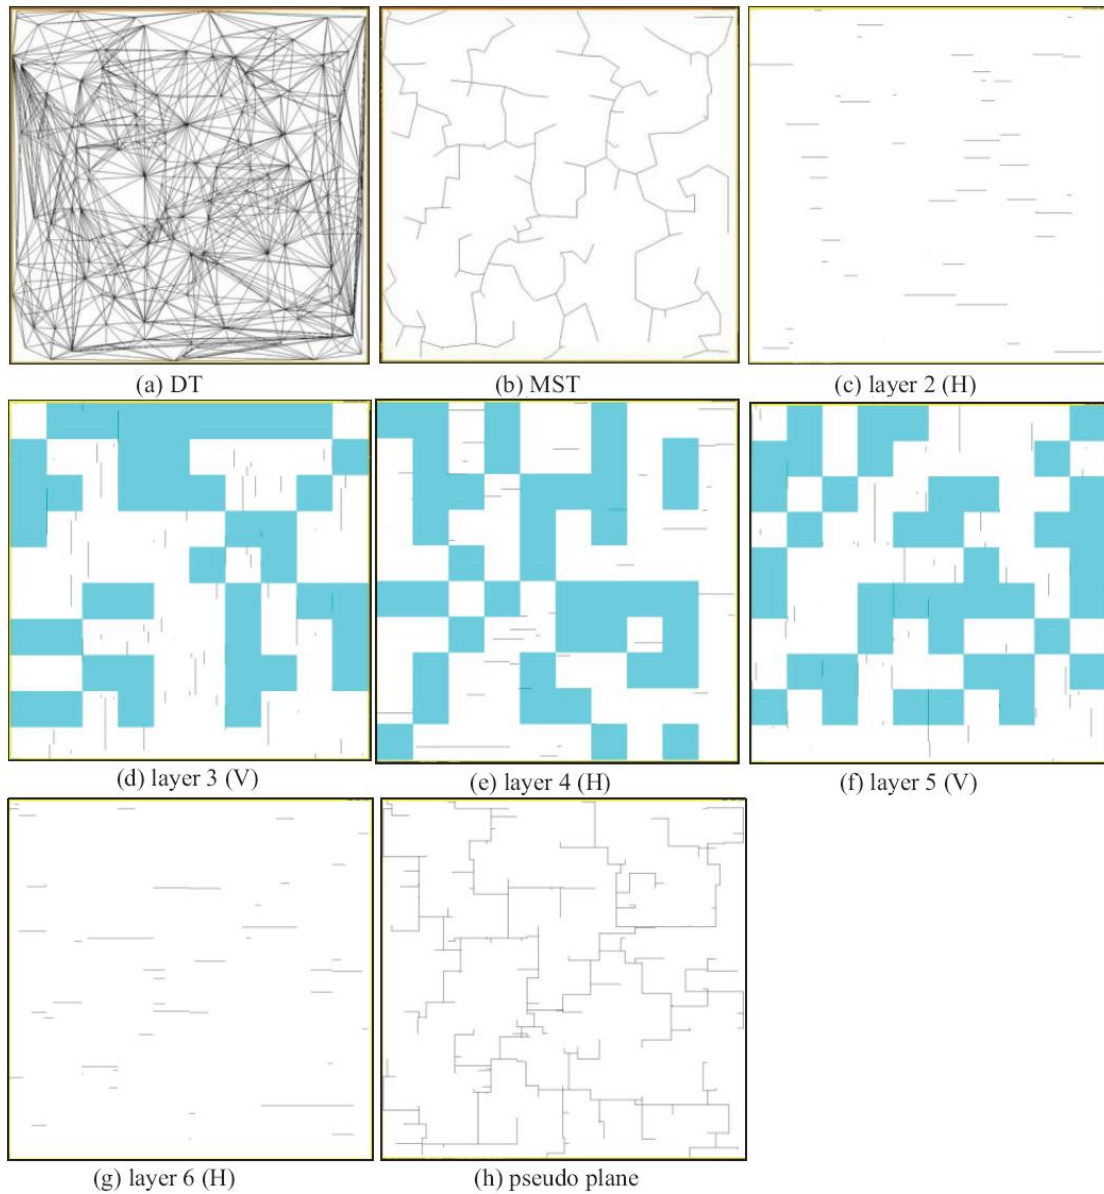 (a) DT
(b) MST
(c) layer 2 (H)
(d) layer 3 (V)
(e) layer 4 (H)
(f) layer 5 (V)
(g) layer 6 (H)
(h) pseudo plane